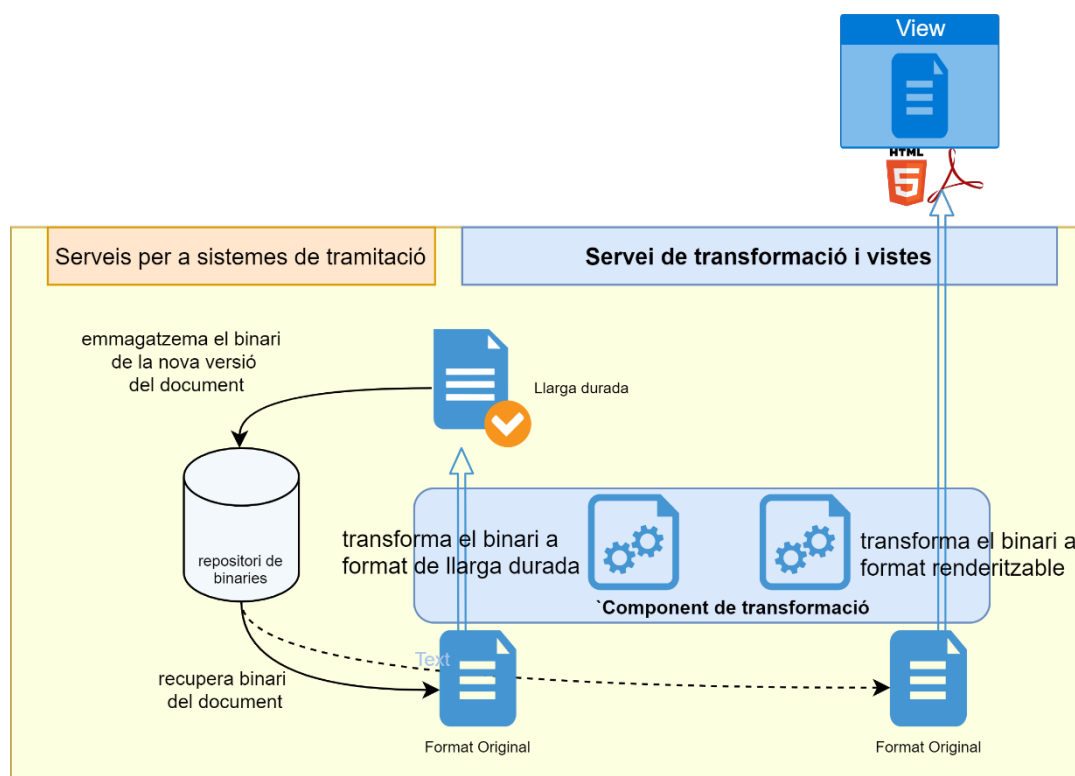 View
HTML
5
Serveis per a sistemes de tramitació
Servei de transformació i vistes
emmagatzema el binari
de la nova versió
del document
Llarga durada
repositori de
binaries
transforma el binari a
format de llarga durada
transforma el binari a
format renderitzable
`Component de transformació
Text
recupera binari
del document
Format Original
Format Original